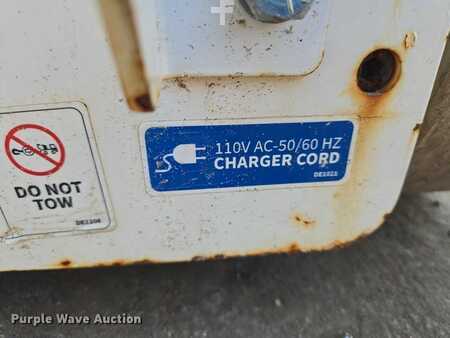 110V AC-50/60 HZ
CHARGER CORD
DO NOT
TOW
Purple Wave Auction